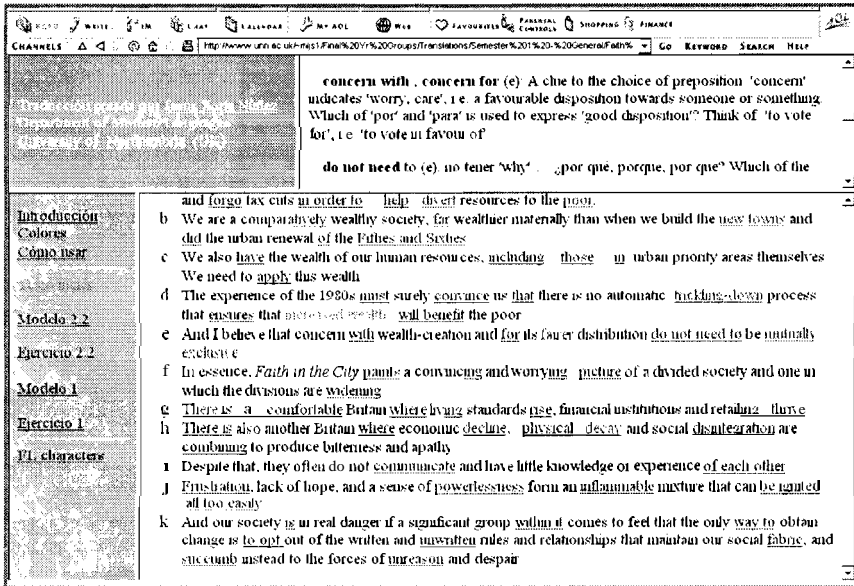 WRITE IM CHAT CALENDAR MY AOL WEB FAVOURITES PARENTAL CONTROLS SHOPPING FINANCE AOL
CHANNELS Go KEYWORD SEARCH HELP
concern with , concern for (e) A clue to the choice of preposition 'concern'
indicates 'worry, care', i.e. a favourable disposition towards someone or something.
Which of 'por' and 'para' is used to express 'good disposition'? Think of 'to vote
for', i.e 'to vote in favour of'
do not need to (e). no tener 'why' . ¿por qué, porque, por que? Which of the
and forgo tax cuts in order to help divert resources to the poor.
Introducción
Colores
Cómo usar
Modelo 2.2
Ejercicio 2.2
Modelo 1
Ejercicio 1
FL characters
b We are a comparatively wealthy society, far wealthier materially than when we build the new towns and
did the urban renewal of the Fifties and Sixties
c We also have the wealth of our human resources, including those in urban priority areas themselves
We need to apply this wealth
d The experience of the 1980s must surely convince us that there is no automatic trickling-down process
that ensures that increased wealth will benefit the poor
e And I believe that concern with wealth-creation and for its fairer distribution do not need to be mutually
exclusive
f In essence, Faith in the City paints a convincing and worrying picture of a divided society and one in
which the divisions are widening
g There is a comfortable Britain where living standards rise, financial institutions and retailing thrive
h There is also another Britain where economic decline, physical decay and social disintegration are
combining to produce bitterness and apathy
i Despite that, they often do not communicate and have little knowledge or experience of each other
j Frustration, lack of hope, and a sense of powerlessness form an inflammable mixture that can be ignited
all too easily
k And our society is in real danger if a significant group within it comes to feel that the only way to obtain
change is to opt out of the written and unwritten rules and relationships that maintain our social fabric, and
succumb instead to the forces of unreason and despair